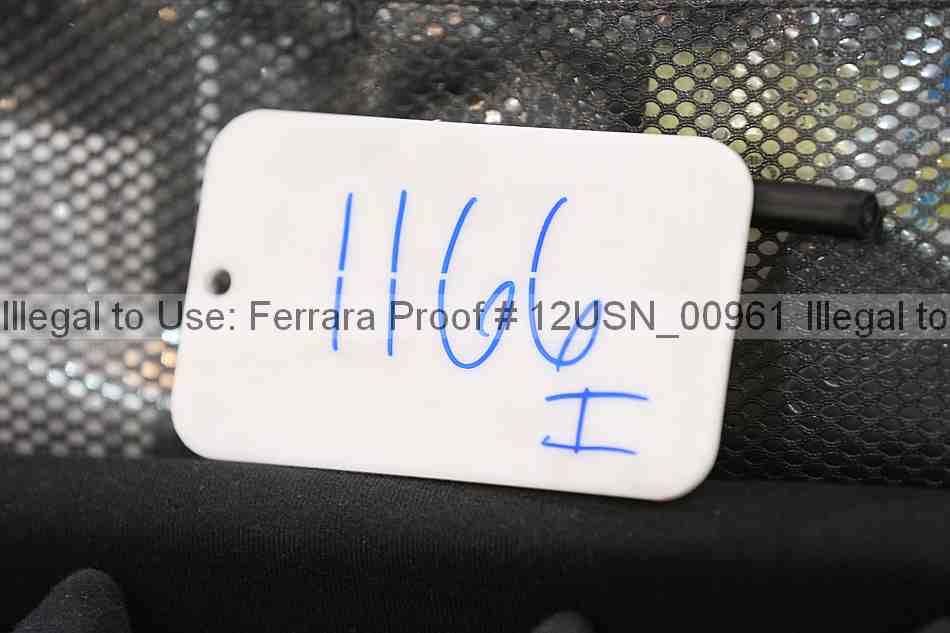 1166
Illegal to Use: Ferrara Proof # 12USN_00961 Illegal to
I